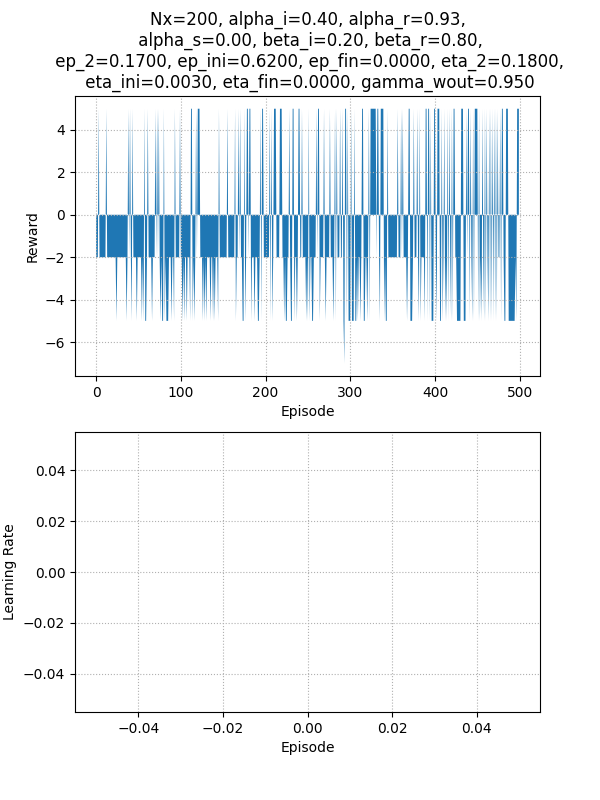 Nx=200, alpha_i=0.40, alpha_r=0.93,
alpha_s=0.00, beta_i=0.20, beta_r=0.80,
ep_2=0.1700, ep_ini=0.6200, ep_fin=0.0000, eta_2=0.1800,
eta_ini=0.0030, eta_fin=0.0000, gamma_wout=0.950
4
2
0
−2
−4
−6
Reward
0 100 200 300 400 500
Episode
0.04
0.02
0.00
−0.02
−0.04
Learning Rate
−0.04 −0.02 0.00 0.02 0.04
Episode